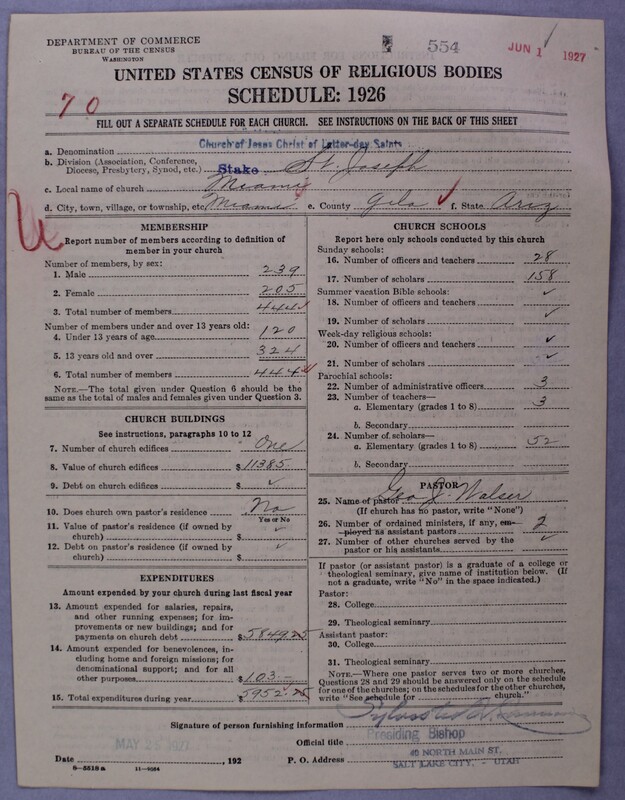 DEPARTMENT OF COMMERCE
BUREAU OF THE CENSUS
WASHINGTON
554
JUN 1 1927
UNITED STATES CENSUS OF RELIGIOUS BODIES
SCHEDULE: 1926
70
FILL OUT A SEPARATE SCHEDULE FOR EACH CHURCH. SEE INSTRUCTIONS ON THE BACK OF THIS SHEET
a. Denomination Church of Jesus Christ of Latter-day Saints
b. Division (Association, Conference, Diocese, Presbytery, Synod, etc.) Stake St. Joseph
c. Local name of church Miami
d. City, town, village, or township, etc. Miami e. County Gila f. State Ariz
MEMBERSHIP
Report number of members according to definition of member in your church
Number of members, by sex:
1. Male 239
2. Female 205
3. Total number of members 444
Number of members under and over 13 years old:
4. Under 13 years of age 120
5. 13 years old and over 324
6. Total number of members 444
NOTE.—The total given under Question 6 should be the same as the total of males and females given under Question 3.
CHURCH BUILDINGS
See instructions, paragraphs 10 to 12
7. Number of church edifices One
8. Value of church edifices $11385
9. Debt on church edifices $ ✓
10. Does church own pastor's residence No
Yes or No
11. Value of pastor's residence (if owned by church) $ ✓
12. Debt on pastor's residence (if owned by church) $ ✓
EXPENDITURES
Amount expended by your church during last fiscal year
13. Amount expended for salaries, repairs, and other running expenses; for improvements or new buildings; and for payments on church debt $5849.25
14. Amount expended for benevolences, including home and foreign missions; for denominational support; and for all other purposes $103.—
15. Total expenditures during year $5952.25
CHURCH SCHOOLS
Report here only schools conducted by this church
Sunday schools:
16. Number of officers and teachers 28
17. Number of scholars 158
Summer vacation Bible schools:
18. Number of officers and teachers ✓
19. Number of scholars ✓
Week-day religious schools:
20. Number of officers and teachers ✓
21. Number of scholars ✓
Parochial schools:
22. Number of administrative officers 3
23. Number of teachers—
a. Elementary (grades 1 to 8) 3
b. Secondary
24. Number of scholars—
a. Elementary (grades 1 to 8) 52
b. Secondary
PASTOR
25. Name of pastor Geo J. Walser
(If church has no pastor, write "None")
26. Number of ordained ministers, if any, employed as assistant pastors 2
27. Number of other churches served by the pastor or his assistants ✓
If pastor (or assistant pastor) is a graduate of a college or theological seminary, give name of institution below. (If not a graduate, write "No" in the space indicated.)
Pastor:
28. College
29. Theological seminary
Assistant pastor:
30. College
31. Theological seminary
NOTE.—Where one pastor serves two or more churches, Questions 28 and 29 should be answered only on the schedule for one of the churches; on the schedules for the other churches, write "See schedule for church."
Signature of person furnishing information
Official title Presiding Bishop
MAY 25 1927
Date , 192 P. O. Address 40 NORTH MAIN ST. SALT LAKE CITY, - UTAH
8—5518 a 11—9564